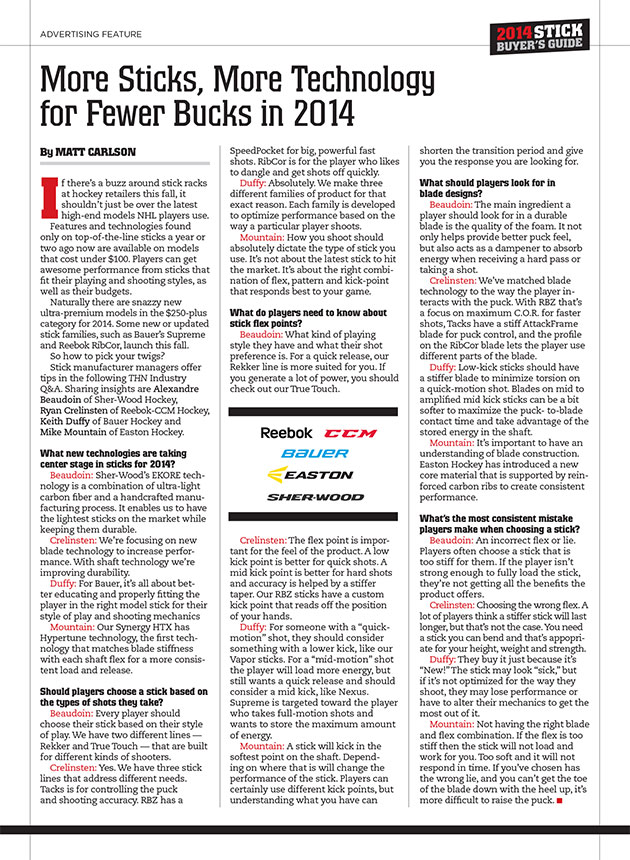 ADVERTISING FEATURE
2014 STICK
BUYER'S GUIDE
More Sticks, More Technology
for Fewer Bucks in 2014
By MATT CARLSON
If there's a buzz around stick racks
at hockey retailers this fall, it
shouldn't just be over the latest
high-end models NHL players use.
Features and technologies found
only on top-of-the-line sticks a year or
two ago now are available on models
that cost under $100. Players can get
awesome performance from sticks that
fit their playing and shooting styles, as
well as their budgets.
Naturally there are snazzy new
ultra-premium models in the $250-plus
category for 2014. Some new or updated
stick families, such as Bauer's Supreme
and Reebok RibCor, launch this fall.
So how to pick your twigs?
Stick manufacturer managers offer
tips in the following THN Industry
Q&A. Sharing insights are Alexandre
Beaudoin of Sher-Wood Hockey,
Ryan Crelinsten of Reebok-CCM Hockey,
Keith Duffy of Bauer Hockey and
Mike Mountain of Easton Hockey.
What new technologies are taking
center stage in sticks for 2014?
Beaudoin: Sher-Wood's EKORE tech-
nology is a combination of ultra-light
carbon fiber and a handcrafted manu-
facturing process. It enables us to have
the lightest sticks on the market while
keeping them durable.
Crelinsten: We're focusing on new
blade technology to increase perfor-
mance. With shaft technology we're
improving durability.
Duffy: For Bauer, it's all about bet-
ter educating and properly fitting the
player in the right model stick for their
style of play and shooting mechanics
Mountain: Our Synergy HTX has
Hypertune technology, the first tech-
nology that matches blade stiffness
with each shaft flex for a more consis-
tent load and release.
Should players choose a stick based on
the types of shots they take?
Beaudoin: Every player should
choose their stick based on their style
of play. We have two different lines —
Rekker and True Touch — that are built
for different kinds of shooters.
Crelinsten: Yes. We have three stick
lines that address different needs.
Tacks is for controlling the puck
and shooting accuracy. RBZ has a
SpeedPocket for big, powerful fast
shots. RibCor is for the player who likes
to dangle and get shots off quickly.
Duffy: Absolutely. We make three
different families of product for that
exact reason. Each family is developed
to optimize performance based on the
way a particular player shoots.
Mountain: How you shoot should
absolutely dictate the type of stick you
use. It's not about the latest stick to hit
the market. It's about the right combi-
nation of flex, pattern and kick-point
that responds best to your game.
What do players need to know about
stick flex points?
Beaudoin: What kind of playing
style they have and what their shot
preference is. For a quick release, our
Rekker line is more suited for you. If
you generate a lot of power, you should
check out our True Touch.
Reebok CCM
BAUER
EASTON
SHER-WOOD
Crelinsten: The flex point is impor-
tant for the feel of the product. A low
kick point is better for quick shots. A
mid kick point is better for hard shots
and accuracy is helped by a stiffer
taper. Our RBZ sticks have a custom
kick point that reads off the position
of your hands.
Duffy: For someone with a "quick-
motion" shot, they should consider
something with a lower kick, like our
Vapor sticks. For a "mid-motion" shot
the player will load more energy, but
still wants a quick release and should
consider a mid kick, like Nexus.
Supreme is targeted toward the player
who takes full-motion shots and
wants to store the maximum amount
of energy.
Mountain: A stick will kick in the
softest point on the shaft. Depend-
ing on where that is will change the
performance of the stick. Players can
certainly use different kick points, but
understanding what you have can
shorten the transition period and give
you the response you are looking for.
What should players look for in
blade designs?
Beaudoin: The main ingredient a
player should look for in a durable
blade is the quality of the foam. It not
only helps provide better puck feel,
but also acts as a dampener to absorb
energy when receiving a hard pass or
taking a shot.
Crelinsten: We've matched blade
technology to the way the player in-
teracts with the puck. With RBZ that's
a focus on maximum C.O.R. for faster
shots, Tacks have a stiff AttackFrame
blade for puck control, and the profile
on the RibCor blade lets the player use
different parts of the blade.
Duffy: Low-kick sticks should have
a stiffer blade to minimize torsion on
a quick-motion shot. Blades on mid to
amplified mid kick sticks can be a bit
softer to maximize the puck- to-blade
contact time and take advantage of the
stored energy in the shaft.
Mountain: It's important to have an
understanding of blade construction.
Easton Hockey has introduced a new
core material that is supported by rein-
forced carbon ribs to create consistent
performance.
What's the most consistent mistake
players make when choosing a stick?
Beaudoin: An incorrect flex or lie.
Players often choose a stick that is
too stiff for them. If the player isn't
strong enough to fully load the stick,
they're not getting all the benefits the
product offers.
Crelinsten: Choosing the wrong flex. A
lot of players think a stiffer stick will last
longer, but that's not the case. You need
a stick you can bend and that's appopri-
ate for your height, weight and strength.
Duffy: They buy it just because it's
"New!" The stick may look "sick," but
if it's not optimized for the way they
shoot, they may lose performance or
have to alter their mechanics to get the
most out of it.
Mountain: Not having the right blade
and flex combination. If the flex is too
stiff then the stick will not load and
work for you. Too soft and it will not
respond in time. If you've chosen has
the wrong lie, and you can't get the toe
of the blade down with the heel up, it's
more difficult to raise the puck.